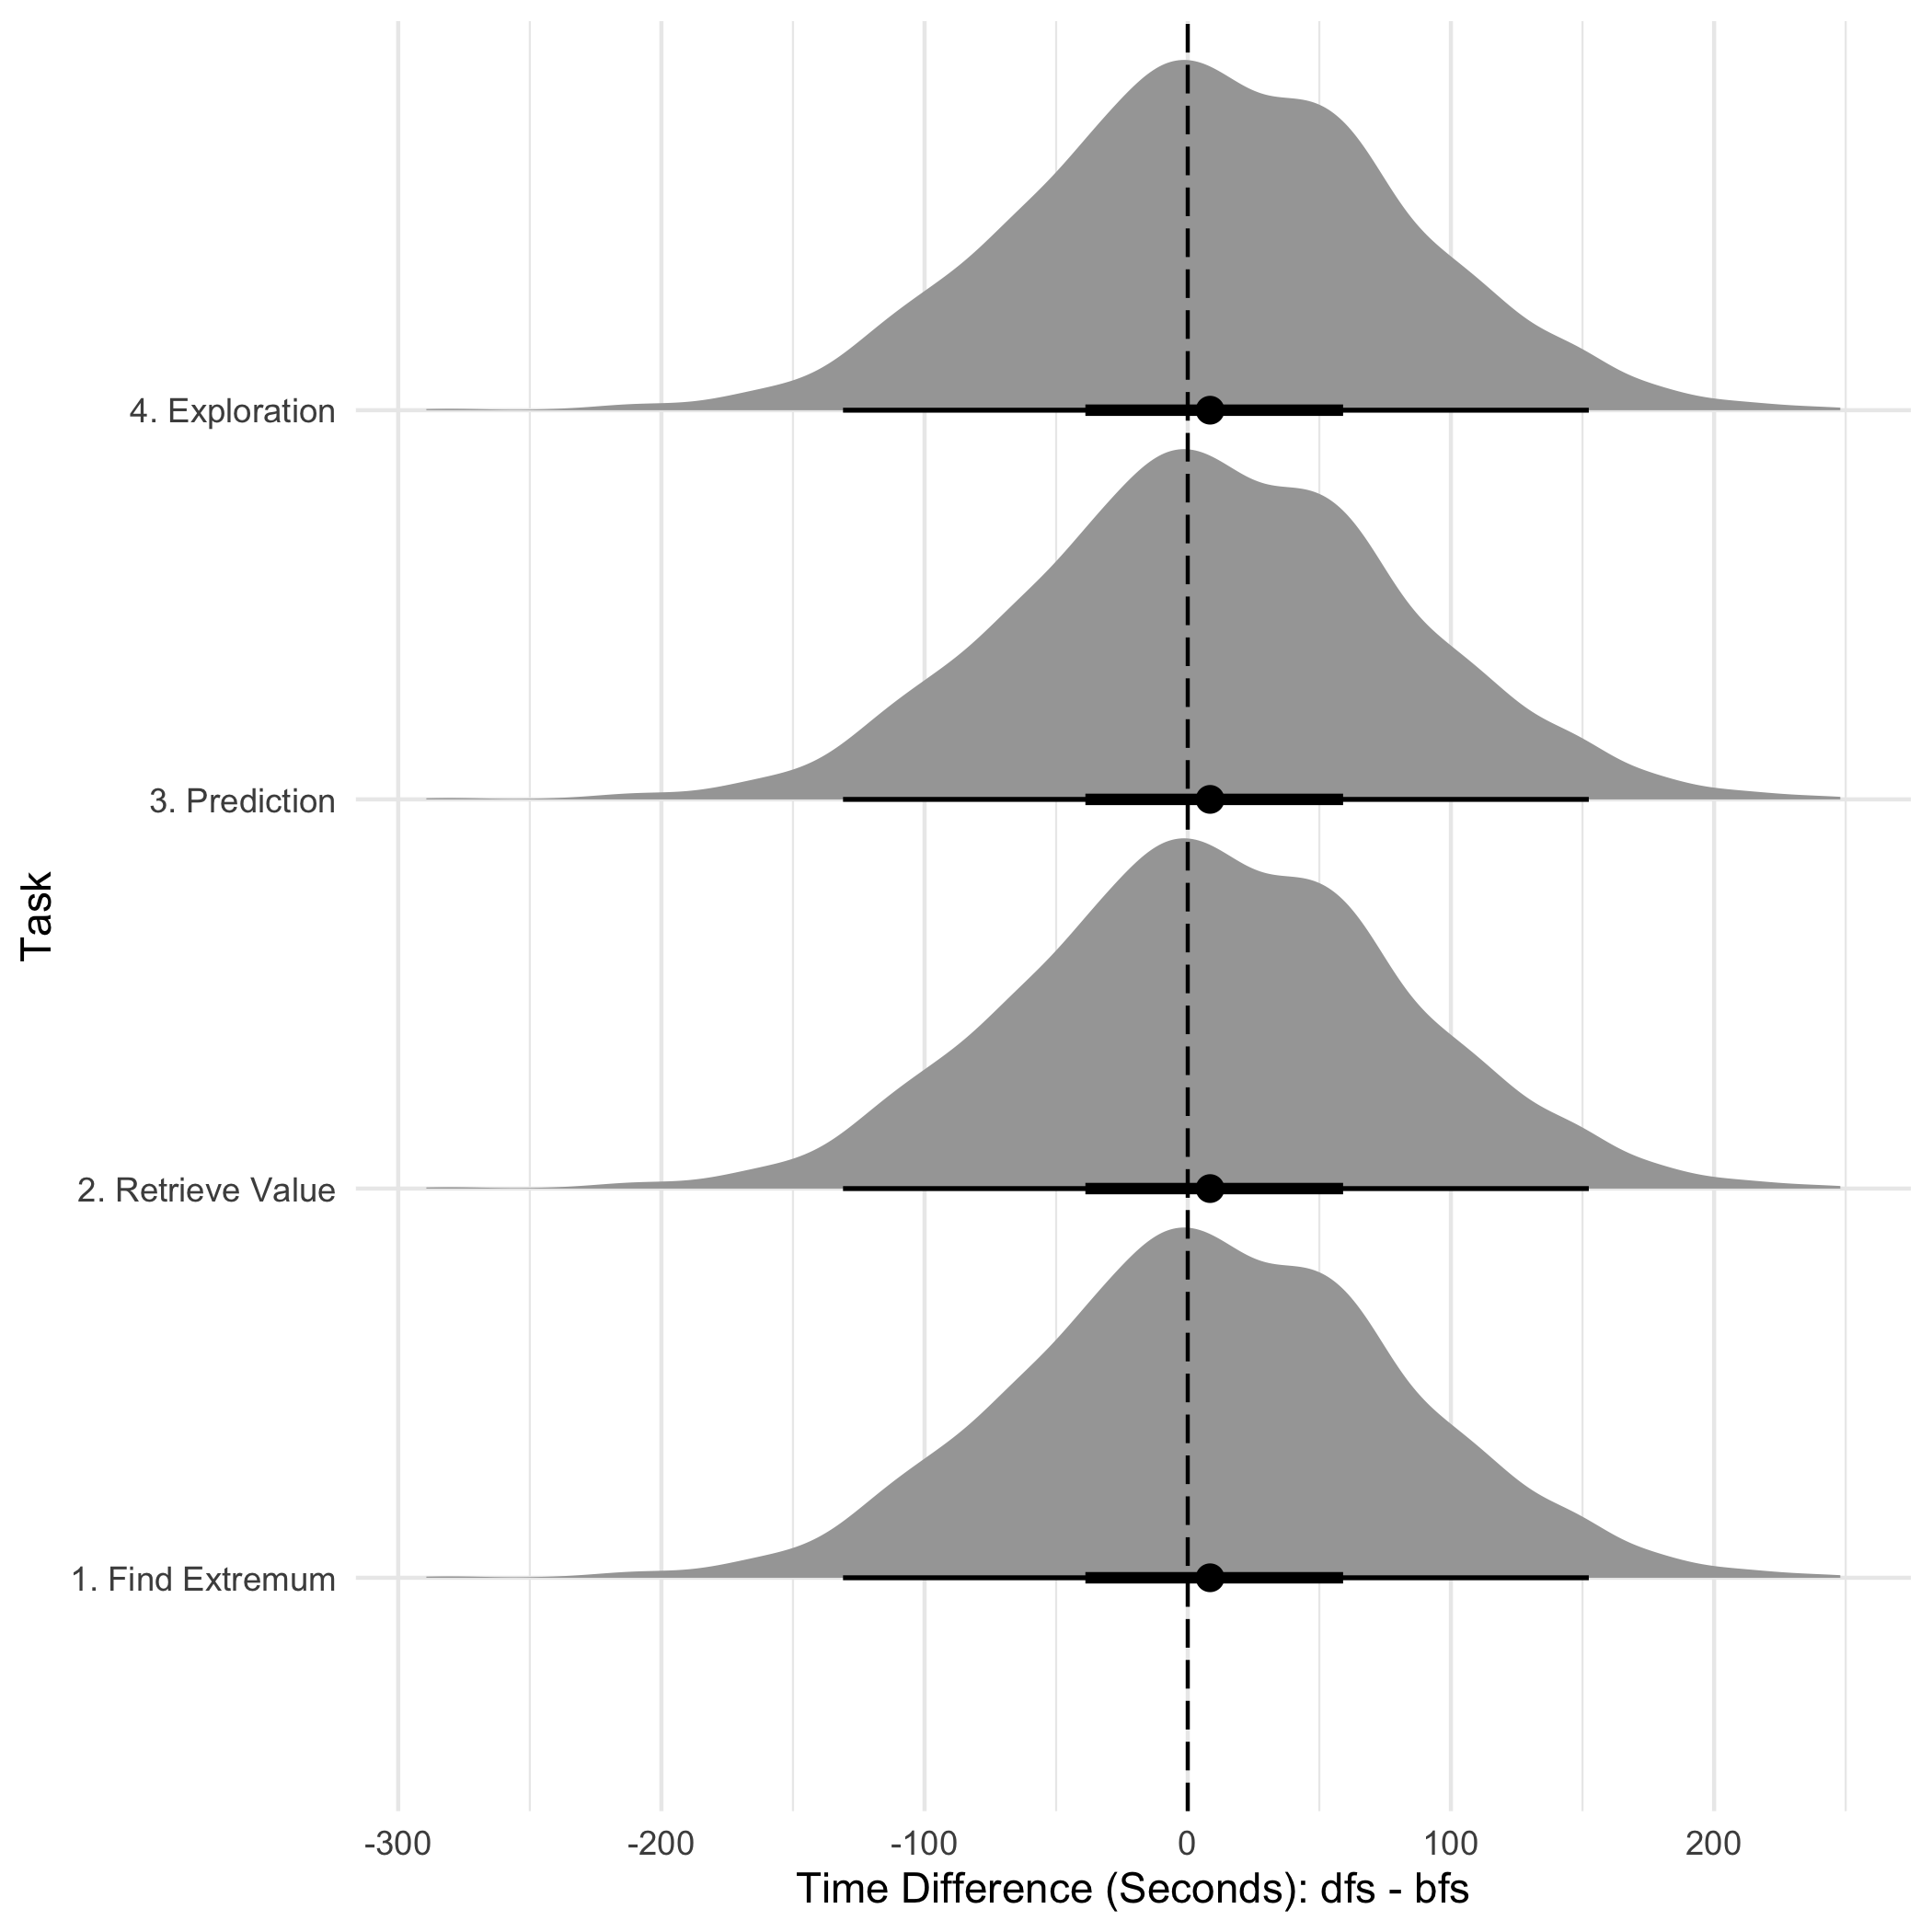 4. Exploration
3. Prediction
2. Retrieve Value
1. Find Extremum
Task
-300 -200 -100 0 100 200
Time Difference (Seconds): dfs - bfs